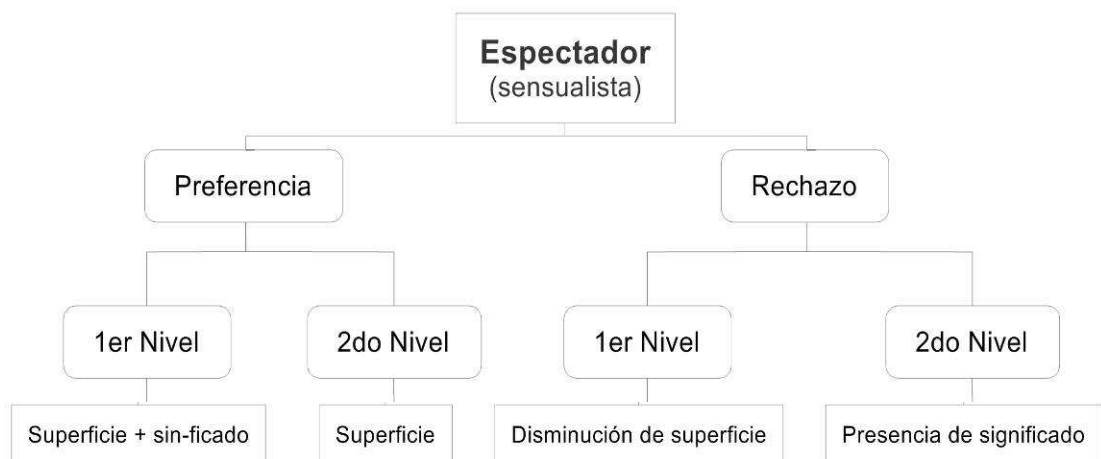 Espectador
(sensualista)
Preferencia
Rechazo
1er Nivel
2do Nivel
1er Nivel
2do Nivel
Superficie + sin-ficado
Superficie
Disminución de superficie
Presencia de significado